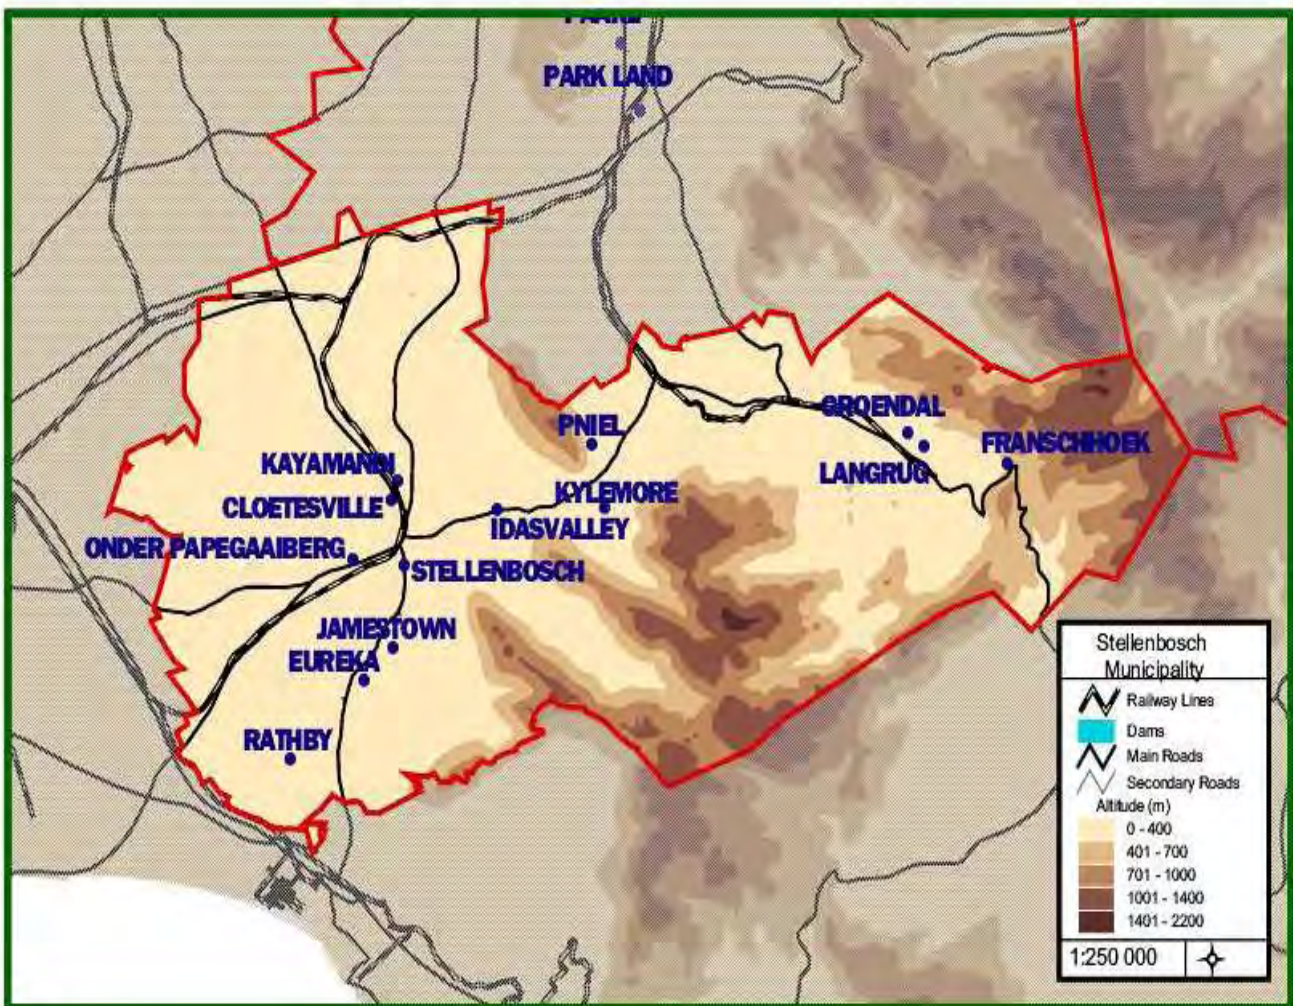 PAARL
PARK LAND
GROENDAL
PNIEL
FRANSCHHOEK
KAYAMANDI
LANGRUG
KYLEMORE
CLOETESVILLE
IDASVALLEY
ONDER PAPEGAAIBERG
STELLENBOSCH
JAMESTOWN
EUREKA
RATHBY
Stellenbosch
Municipality
Railway Lines
Dams
Main Roads
Secondary Roads
Altitude (m)
0 - 400
401 - 700
701 - 1000
1001 - 1400
1401 - 2200
1:250 000